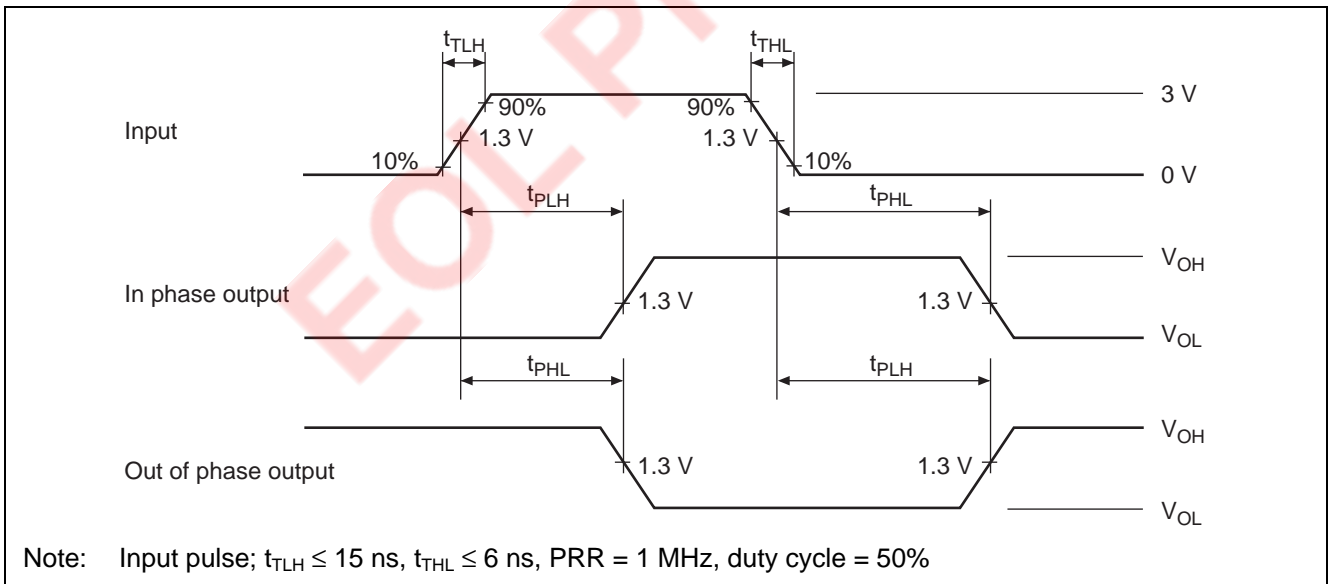 tTLH tTHL
3 V
90% 90%
Input 1.3 V 1.3 V
10% 10%
0 V
tPLH tPHL
VOH
In phase output 1.3 V 1.3 V
VOL
tPHL tPLH
VOH
Out of phase output 1.3 V 1.3 V
VOL
Note: Input pulse; tTLH ≤ 15 ns, tTHL ≤ 6 ns, PRR = 1 MHz, duty cycle = 50%
EOL